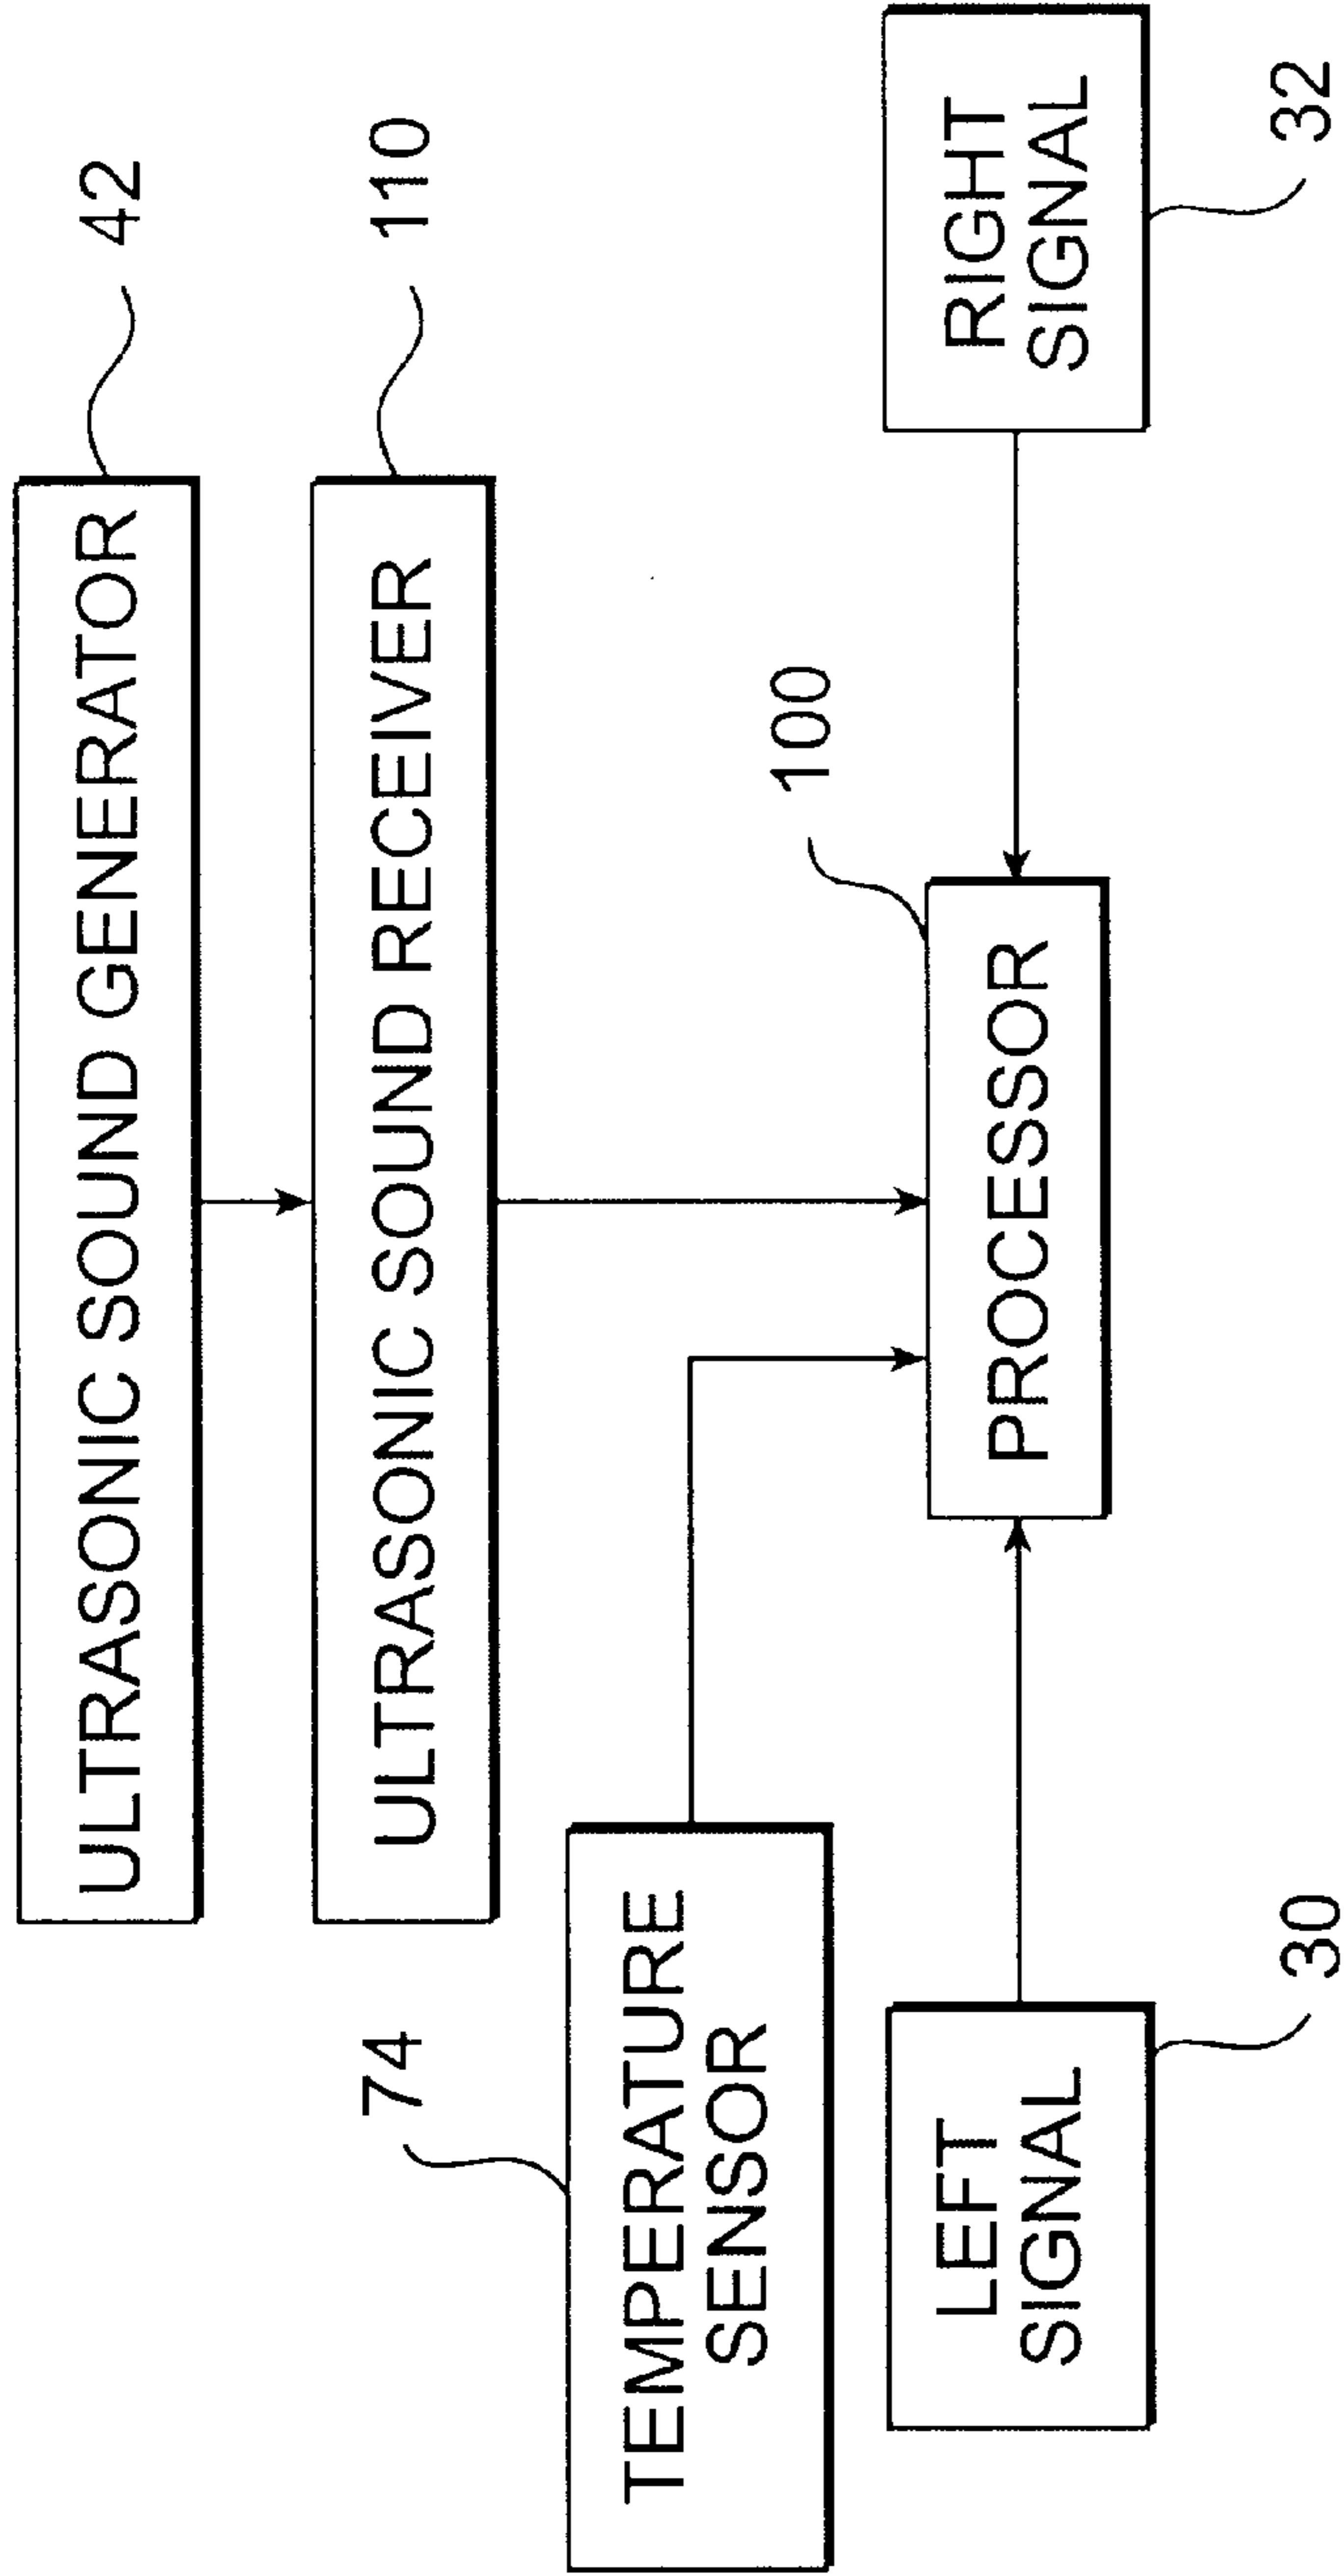 42
ULTRASONIC SOUND GENERATOR
110
ULTRASONIC SOUND RECEIVER
74
TEMPERATURE
SENSOR
100
PROCESSOR
LEFT
SIGNAL
30
RIGHT
SIGNAL
32